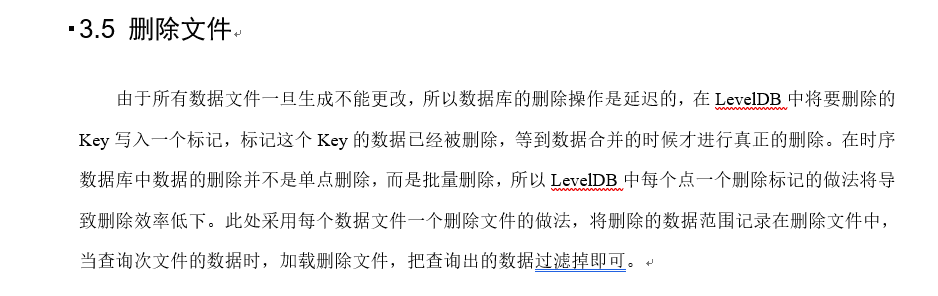 3.5 删除文件
由于所有数据文件一旦生成不能更改，所以数据库的删除操作是延迟的，在 LevelDB 中将要删除的
Key 写入一个标记，标记这个 Key 的数据已经被删除，等到数据合并的时候才进行真正的删除。在时序
数据库中数据的删除并不是单点删除，而是批量删除，所以 LevelDB 中每个点一个删除标记的做法将导
致删除效率低下。此处采用每个数据文件一个删除文件的做法，将删除的数据范围记录在删除文件中，
当查询次文件的数据时，加载删除文件，把查询出的数据过滤掉即可。